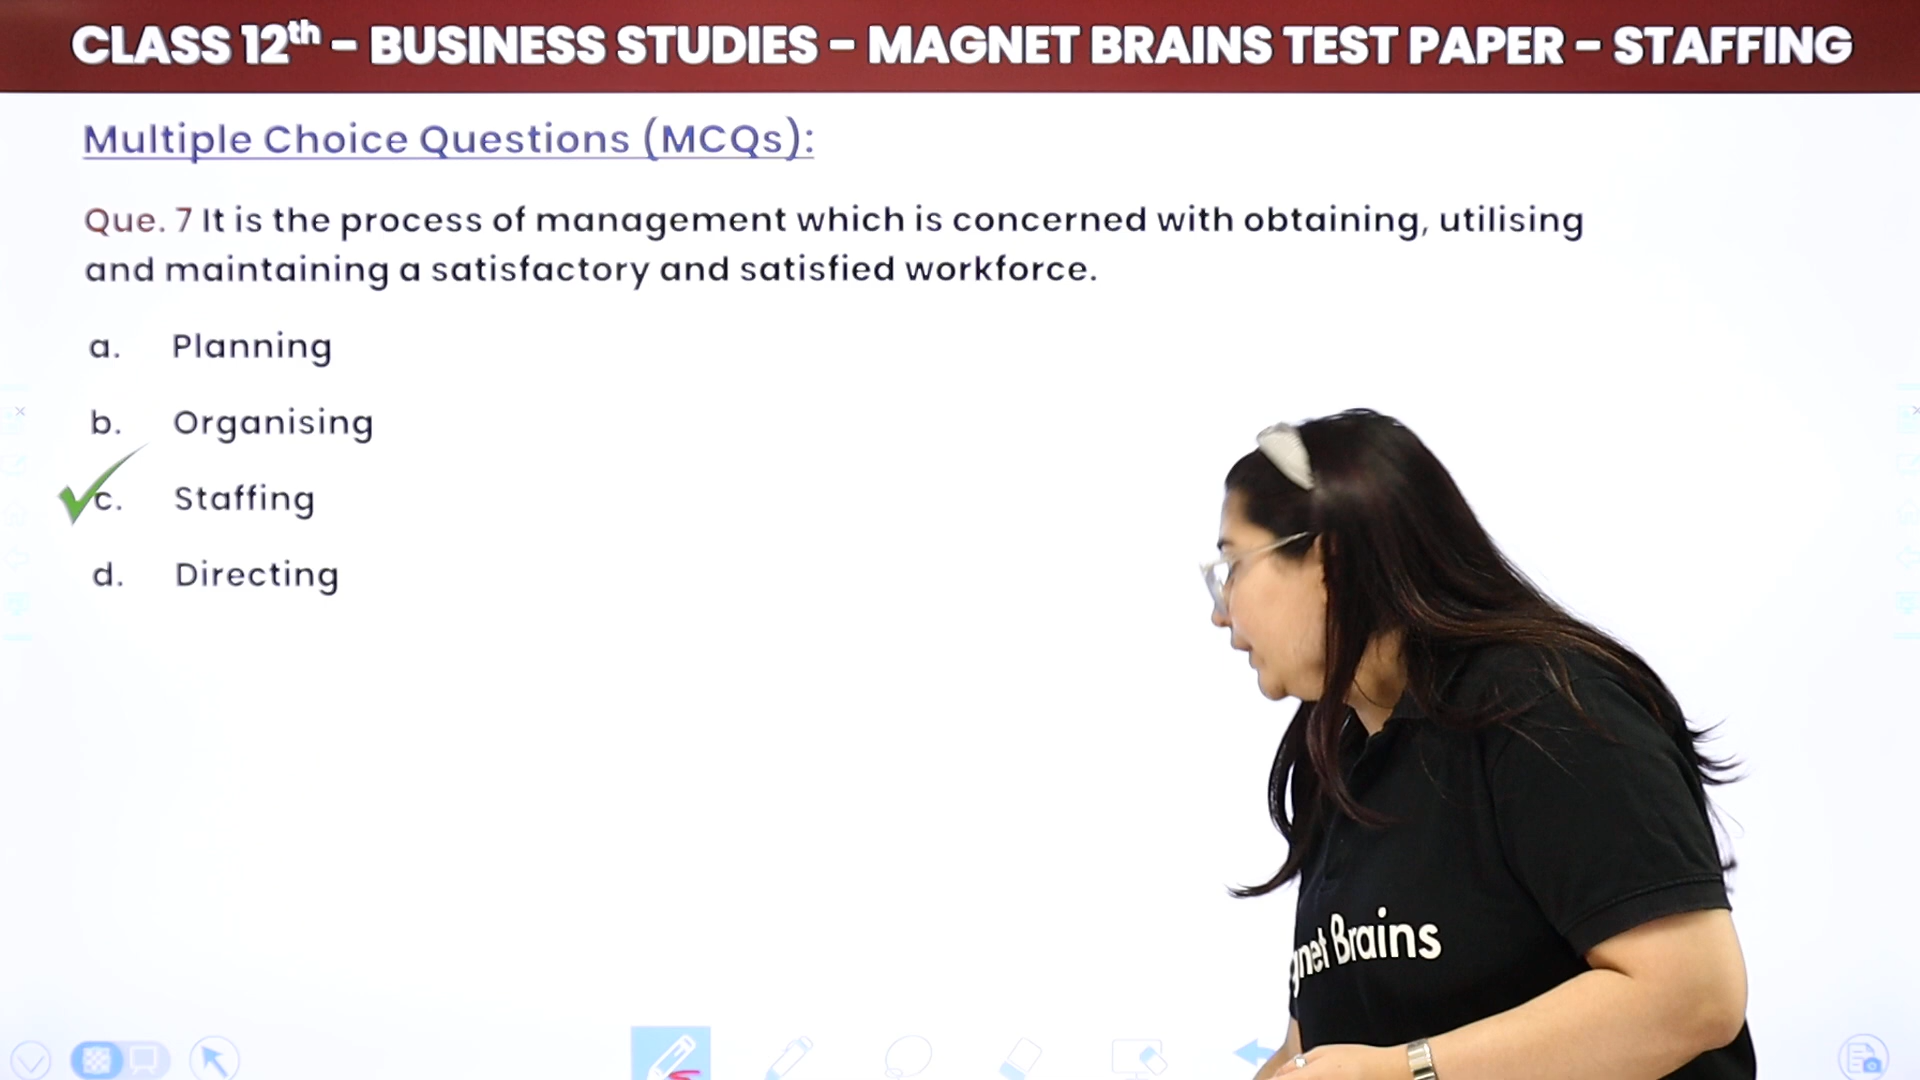 CLASS 12th - BUSINESS STUDIES - MAGNET BRAINS TEST PAPER - STAFFING
Multiple Choice Questions (MCQs):
Que. 7 It is the process of management which is concerned with obtaining, utilising
and maintaining a satisfactory and satisfied workforce.
a. Planning
b. Organising
c. Staffing
d. Directing
Brains